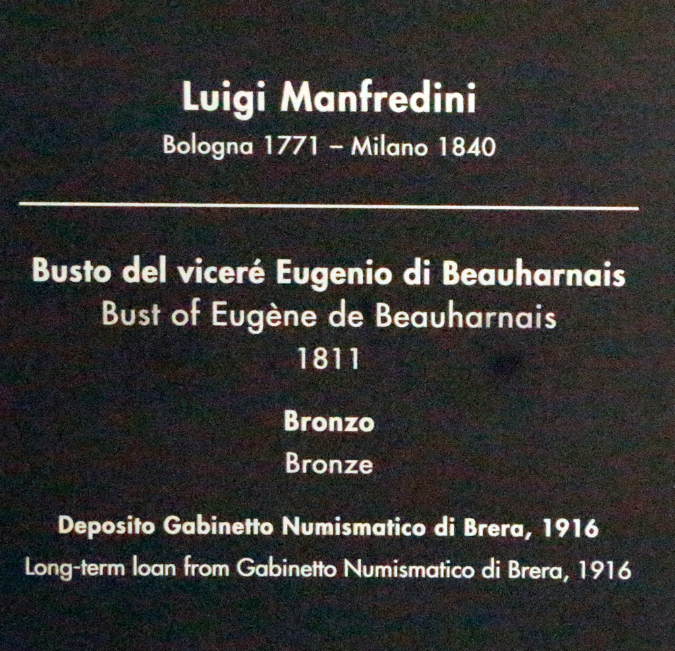 Luigi Manfredini
Bologna 1771 – Milano 1840
Busto del viceré Eugenio di Beauharnais
Bust of Eugène de Beauharnais
1811
Bronzo
Bronze
Deposito Gabinetto Numismatico di Brera, 1916
Long-term loan from Gabinetto Numismatico di Brera, 1916